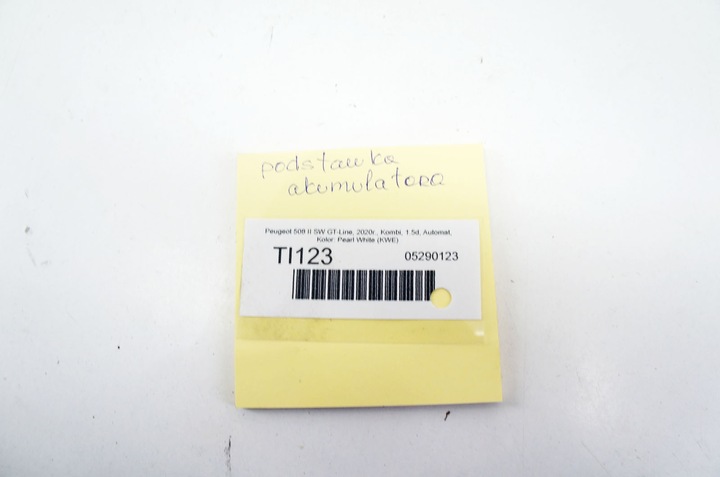 podstawka
akumulatora
Peugeot 508 II SW GT-Line, 2020r., Kombi, 1.5d, Automat,
Kolor: Pearl White (KWE)
TI123 05290123